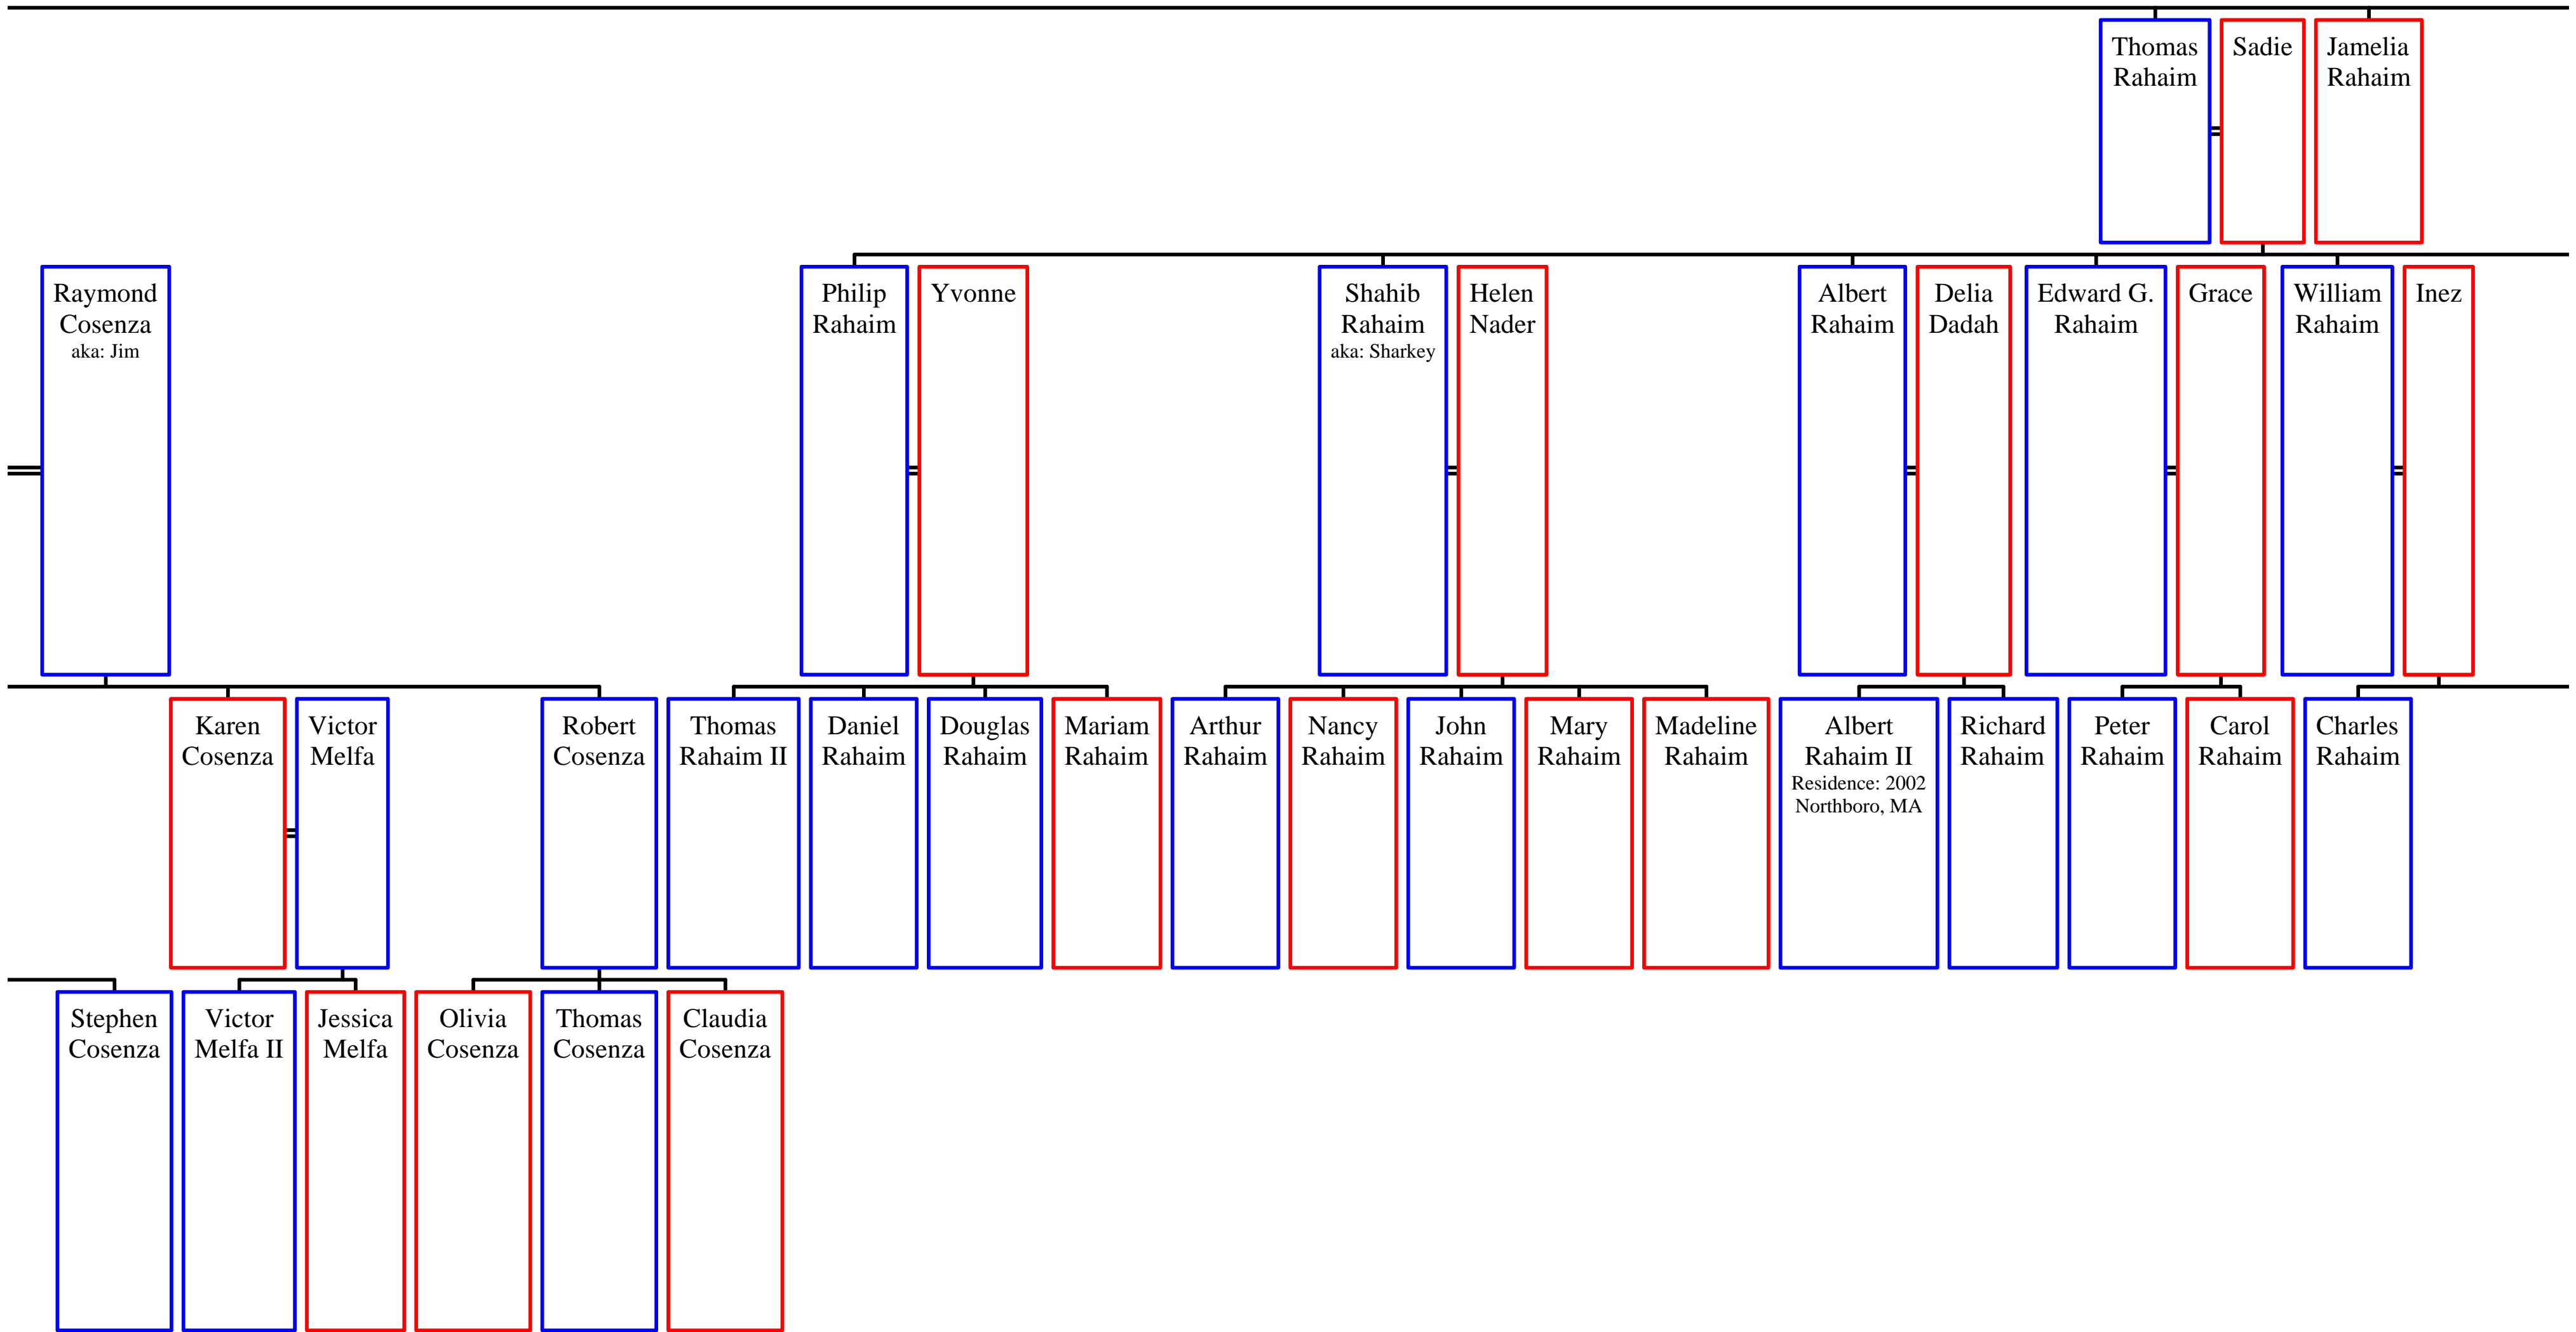 Thomas
Rahaim
Sadie
Jamelia
Rahaim
Raymond
Cosenza
aka: Jim
Philip
Rahaim
Yvonne
Shahib
Rahaim
aka: Sharkey
Helen
Nader
Albert
Rahaim
Delia
Dadah
Edward G.
Rahaim
Grace
William
Rahaim
Inez
Karen
Cosenza
Victor
Melfa
Robert
Cosenza
Thomas
Rahaim II
Daniel
Rahaim
Douglas
Rahaim
Mariam
Rahaim
Arthur
Rahaim
Nancy
Rahaim
John
Rahaim
Mary
Rahaim
Madeline
Rahaim
Albert
Rahaim II
Residence: 2002
Northboro, MA
Richard
Rahaim
Peter
Rahaim
Carol
Rahaim
Charles
Rahaim
Stephen
Cosenza
Victor
Melfa II
Jessica
Melfa
Olivia
Cosenza
Thomas
Cosenza
Claudia
Cosenza